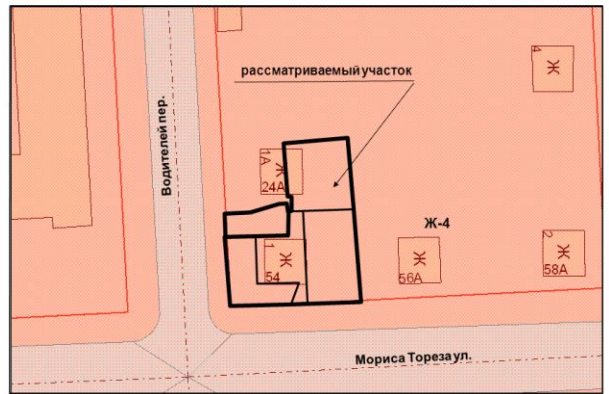 рассматриваемый участок
4
Ж
Водителей пер.
1А
Ж
24А
Ж-4
1
Ж
54
Ж
56А
2
Ж
58А
Мориса Тореза ул.